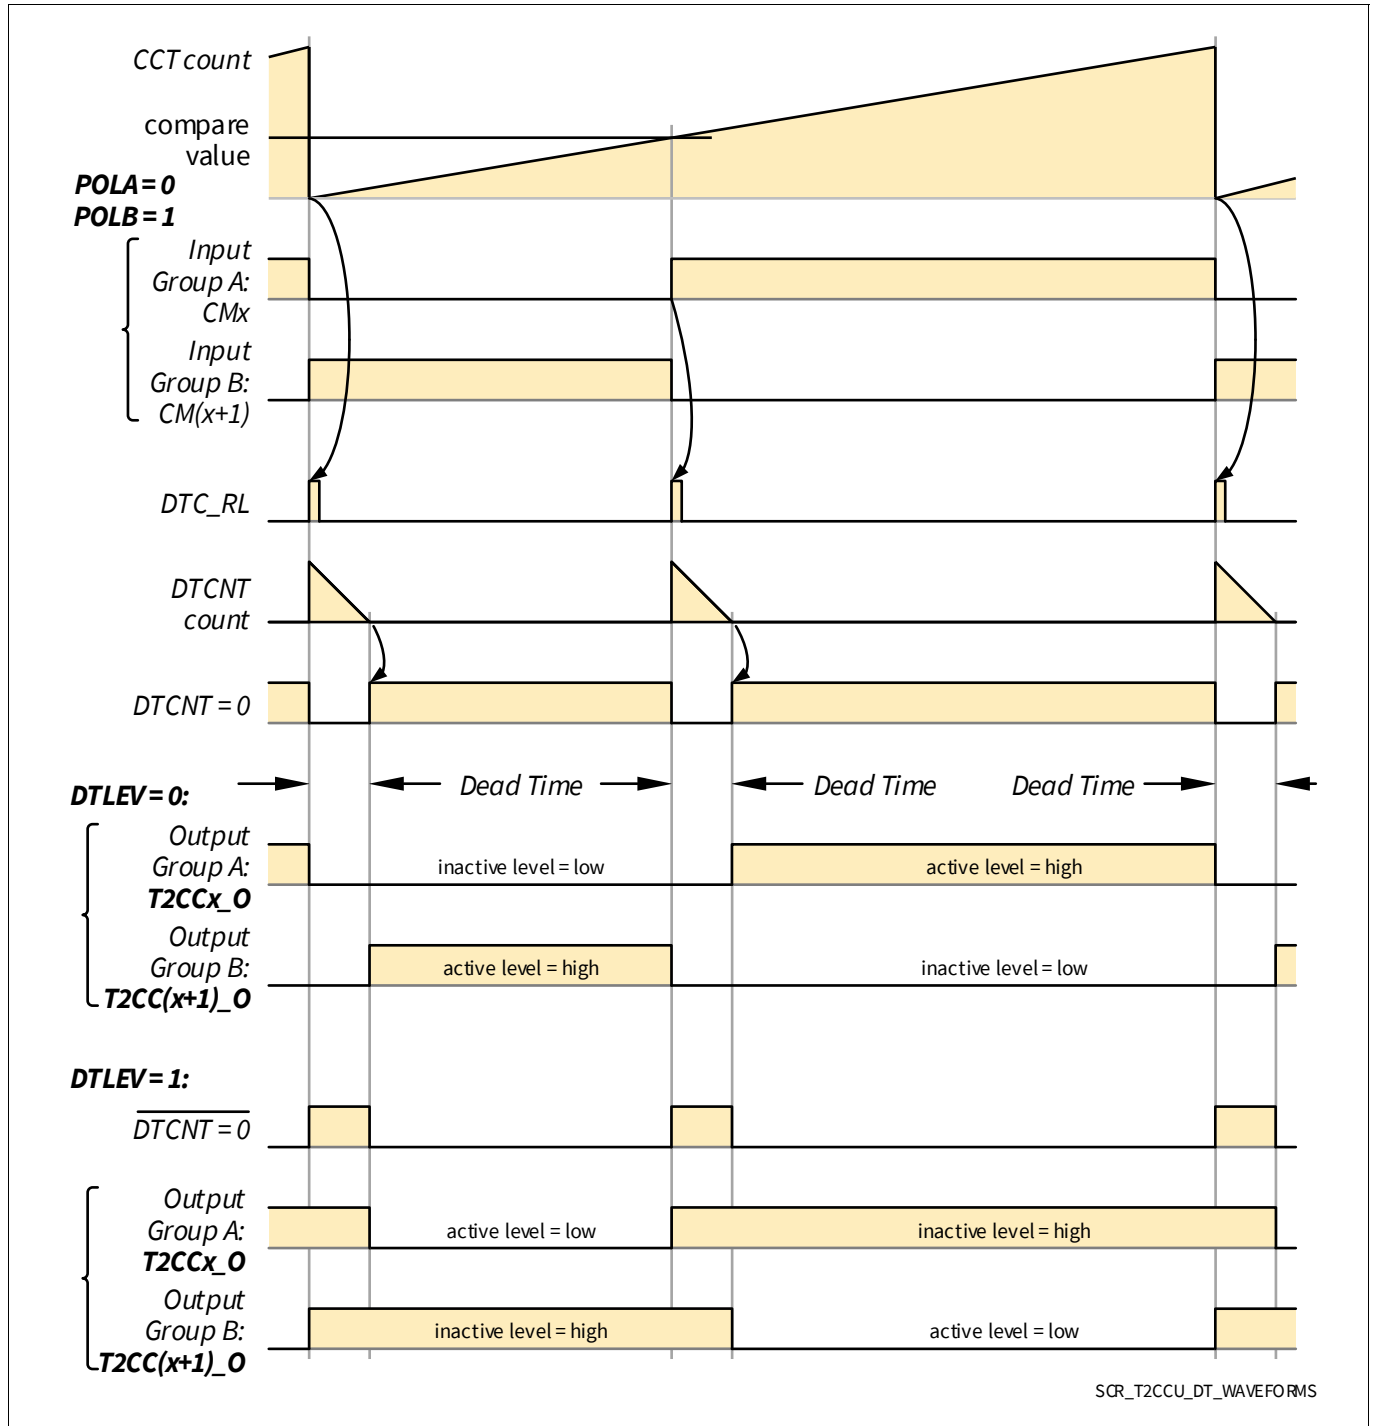 CCT count
compare
value
POLA = 0
POLB = 1
Input
Group A:
CMx
Input
Group B:
CM(x+1)
DTC_RL
DTCNT
count
DTCNT = 0
Dead Time
Dead Time
Dead Time
DTLEV = 0:
Output
Group A:
T2CCx_O
inactive level = low
active level = high
Output
Group B:
T2CC(x+1)_O
active level = high
inactive level = low
DTLEV = 1:
DTCNT = 0
Output
Group A:
T2CCx_O
active level = low
inactive level = high
Output
Group B:
T2CC(x+1)_O
inactive level = high
active level = low
SCR_T2CCU_DT_WAVEFORMS